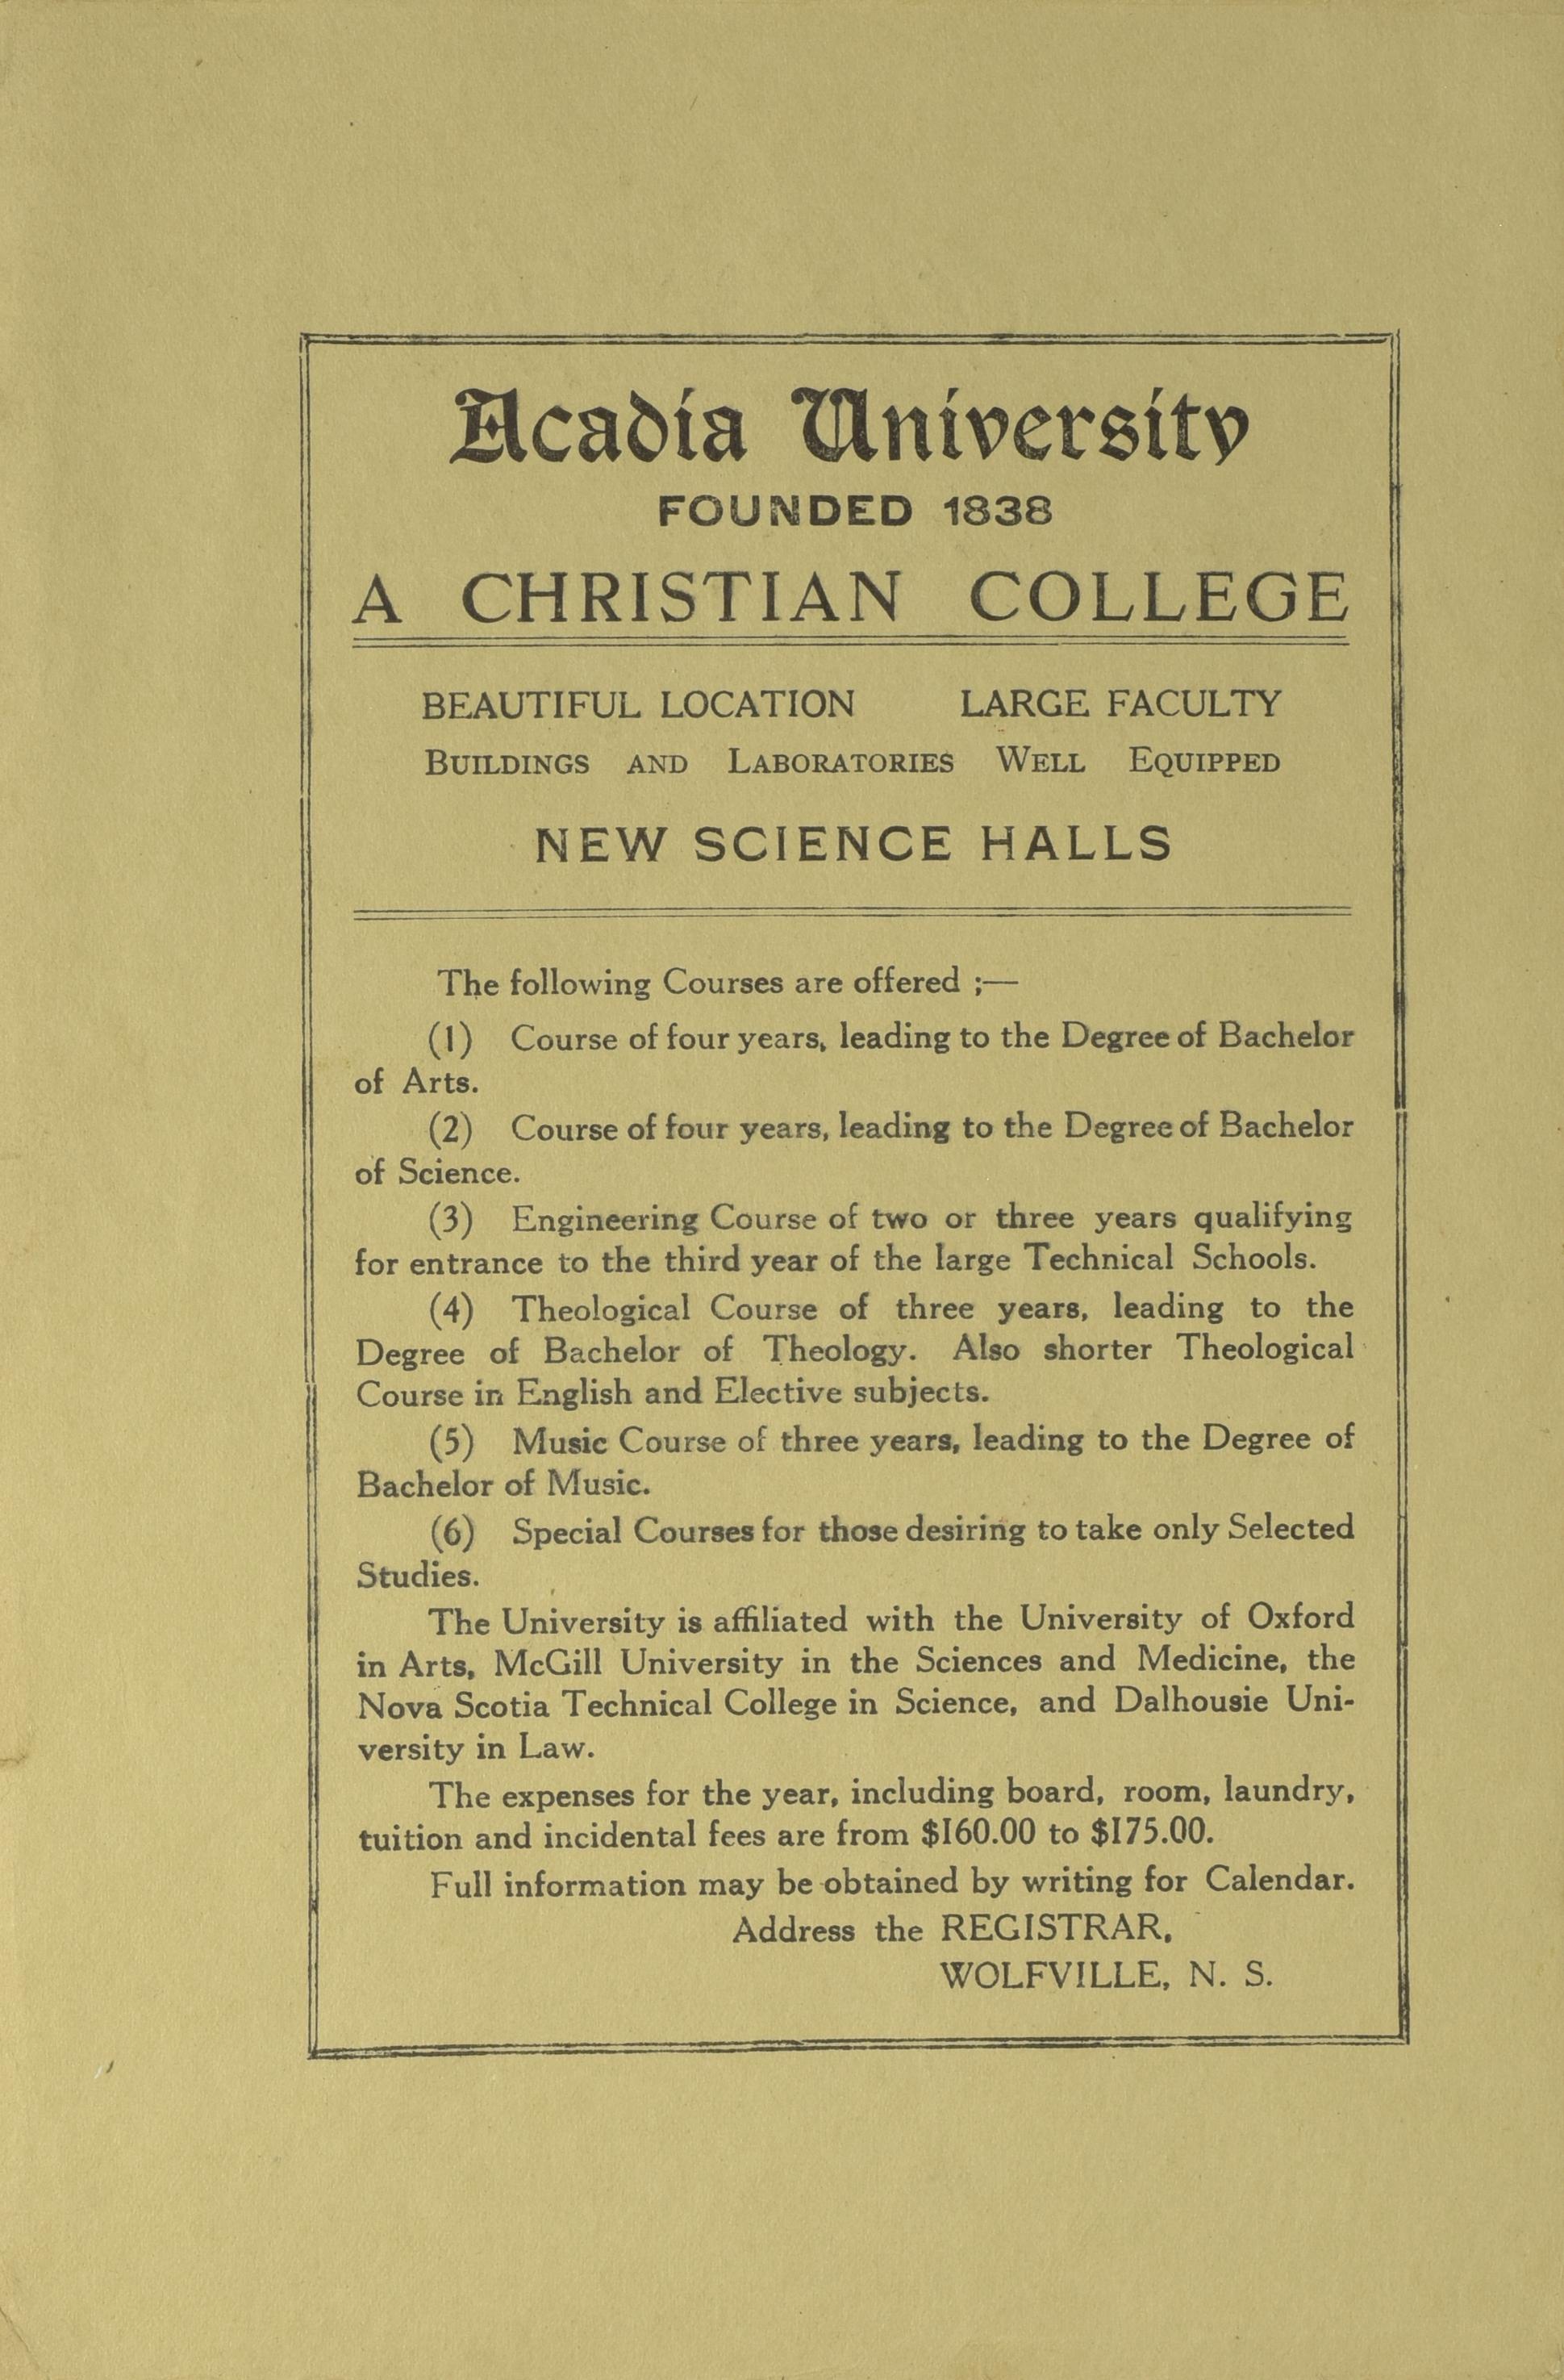 Acadia University
FOUNDED 1838
A CHRISTIAN COLLEGE
BEAUTIFUL LOCATION LARGE FACULTY
BUILDINGS AND LABORATORIES WELL EQUIPPED
NEW SCIENCE HALLS
The following Courses are offered ;—
(1) Course of four years, leading to the Degree of Bachelor
of Arts.
(2) Course of four years, leading to the Degree of Bachelor
of Science.
(3) Engineering Course of two or three years qualifying
for entrance to the third year of the large Technical Schools.
(4) Theological Course of three years, leading to the
Degree of Bachelor of Theology. Also shorter Theological
Course in English and Elective subjects.
(5) Music Course of three years, leading to the Degree of
Bachelor of Music.
(6) Special Courses for those desiring to take only Selected
Studies.
The University is affiliated with the University of Oxford
in Arts, McGill University in the Sciences and Medicine, the
Nova Scotia Technical College in Science, and Dalhousie Uni-
versity in Law.
The expenses for the year, including board, room, laundry,
tuition and incidental fees are from $160.00 to $175.00.
Full information may be obtained by writing for Calendar.
Address the REGISTRAR,
WOLFVILLE, N. S.